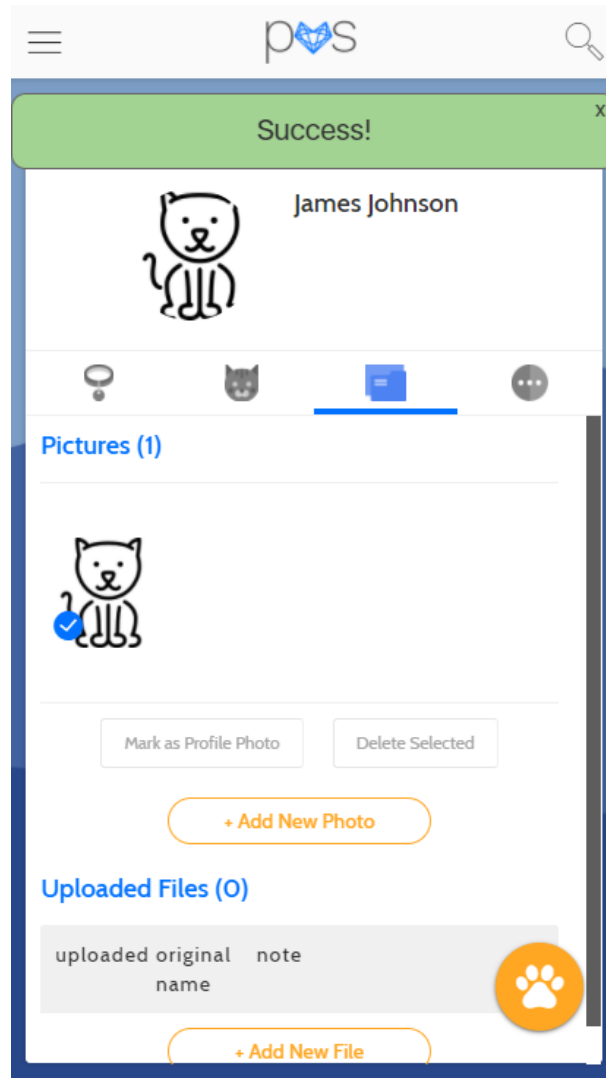 pvs
Success!
x
James Johnson
Pictures (1)
Mark as Profile Photo
Delete Selected
+ Add New Photo
Uploaded Files (0)
uploaded original note
name
+ Add New File